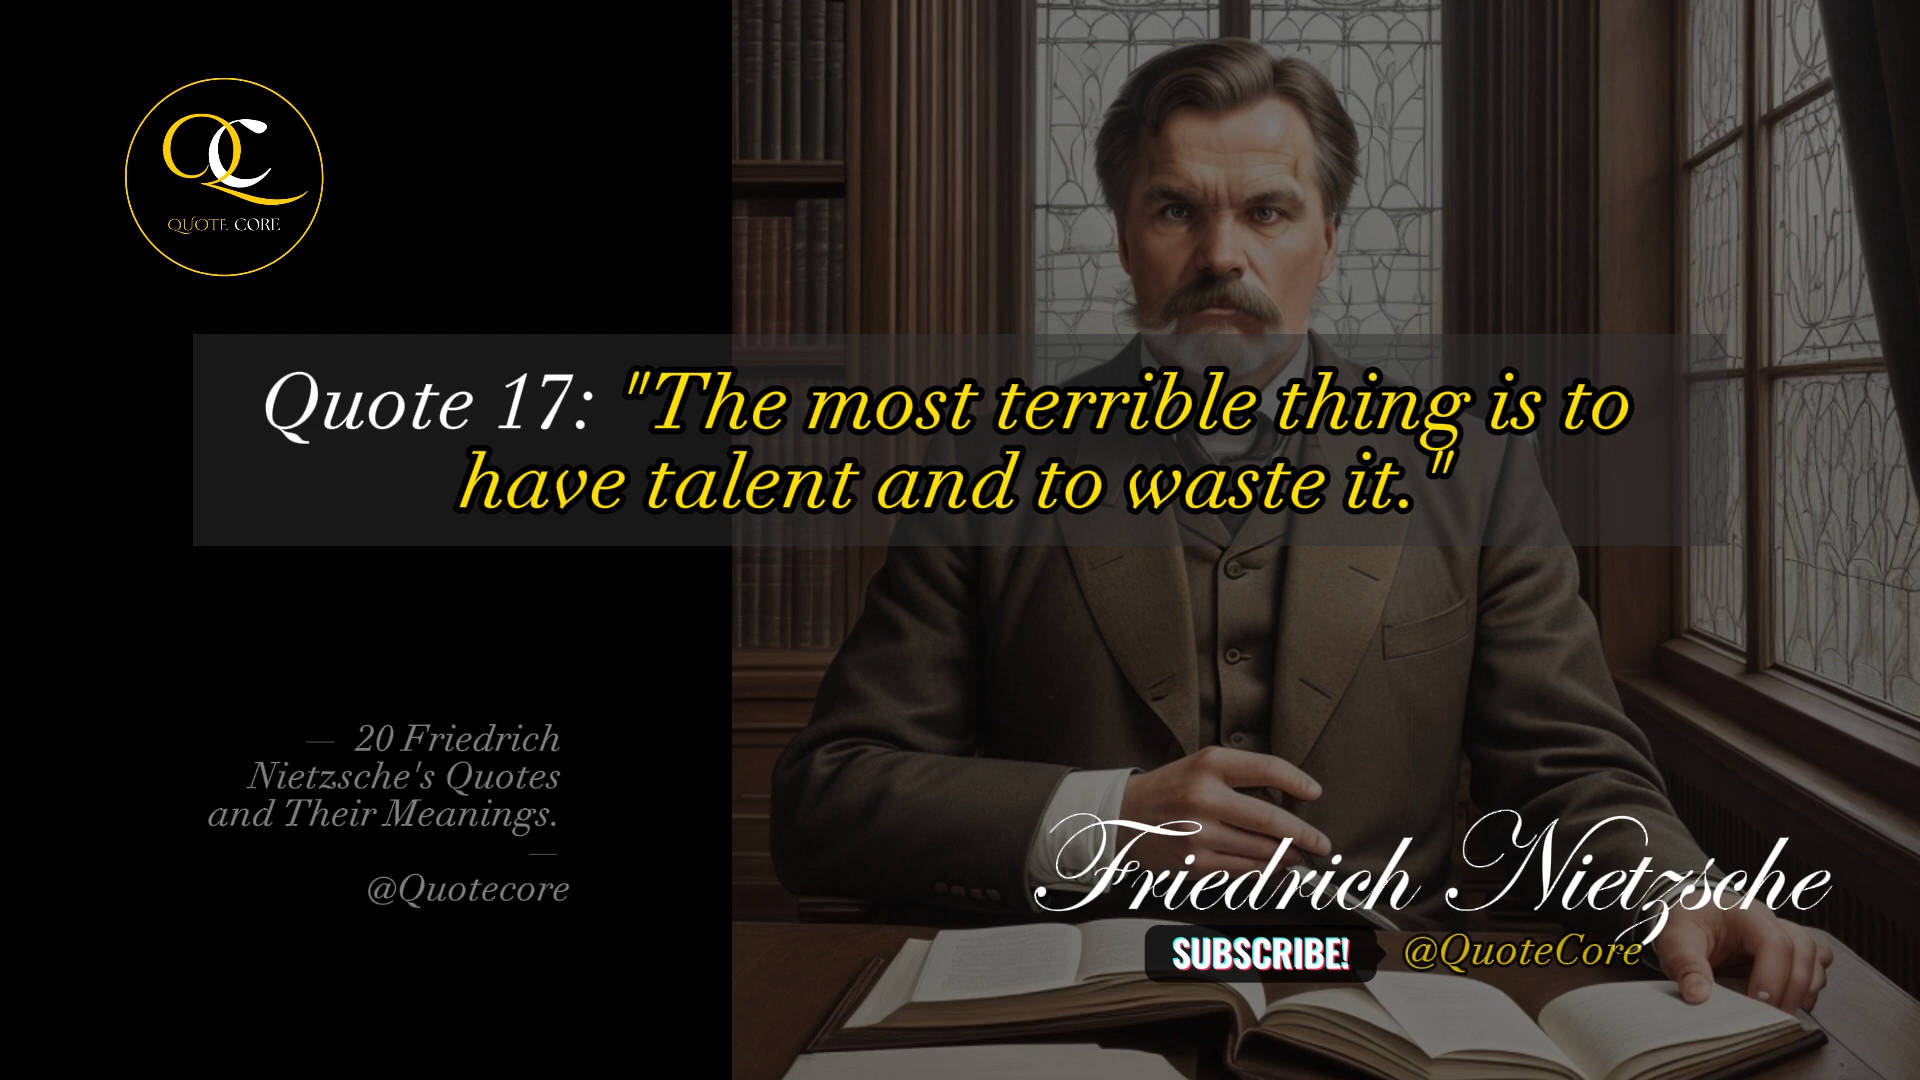 QC
QUOTE CORE
Quote 17: "The most terrible thing is to
have talent and to waste it."
— 20 Friedrich
Nietzsche's Quotes
and Their Meanings.
—
@Quotecore
Friedrich Nietzsche
SUBSCRIBE!
@QuoteCore